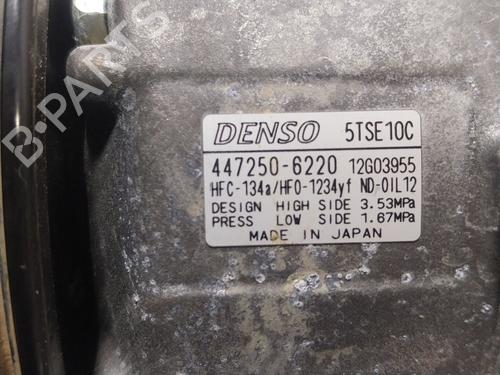 B-PARTS
DENSO 5TSE10C
447250-6220 12G03955
HFC-134a/HFO-1234yf ND-OIL12
DESIGN HIGH SIDE 3.53MPa
PRESS LOW SIDE 1.67MPa
MADE IN JAPAN